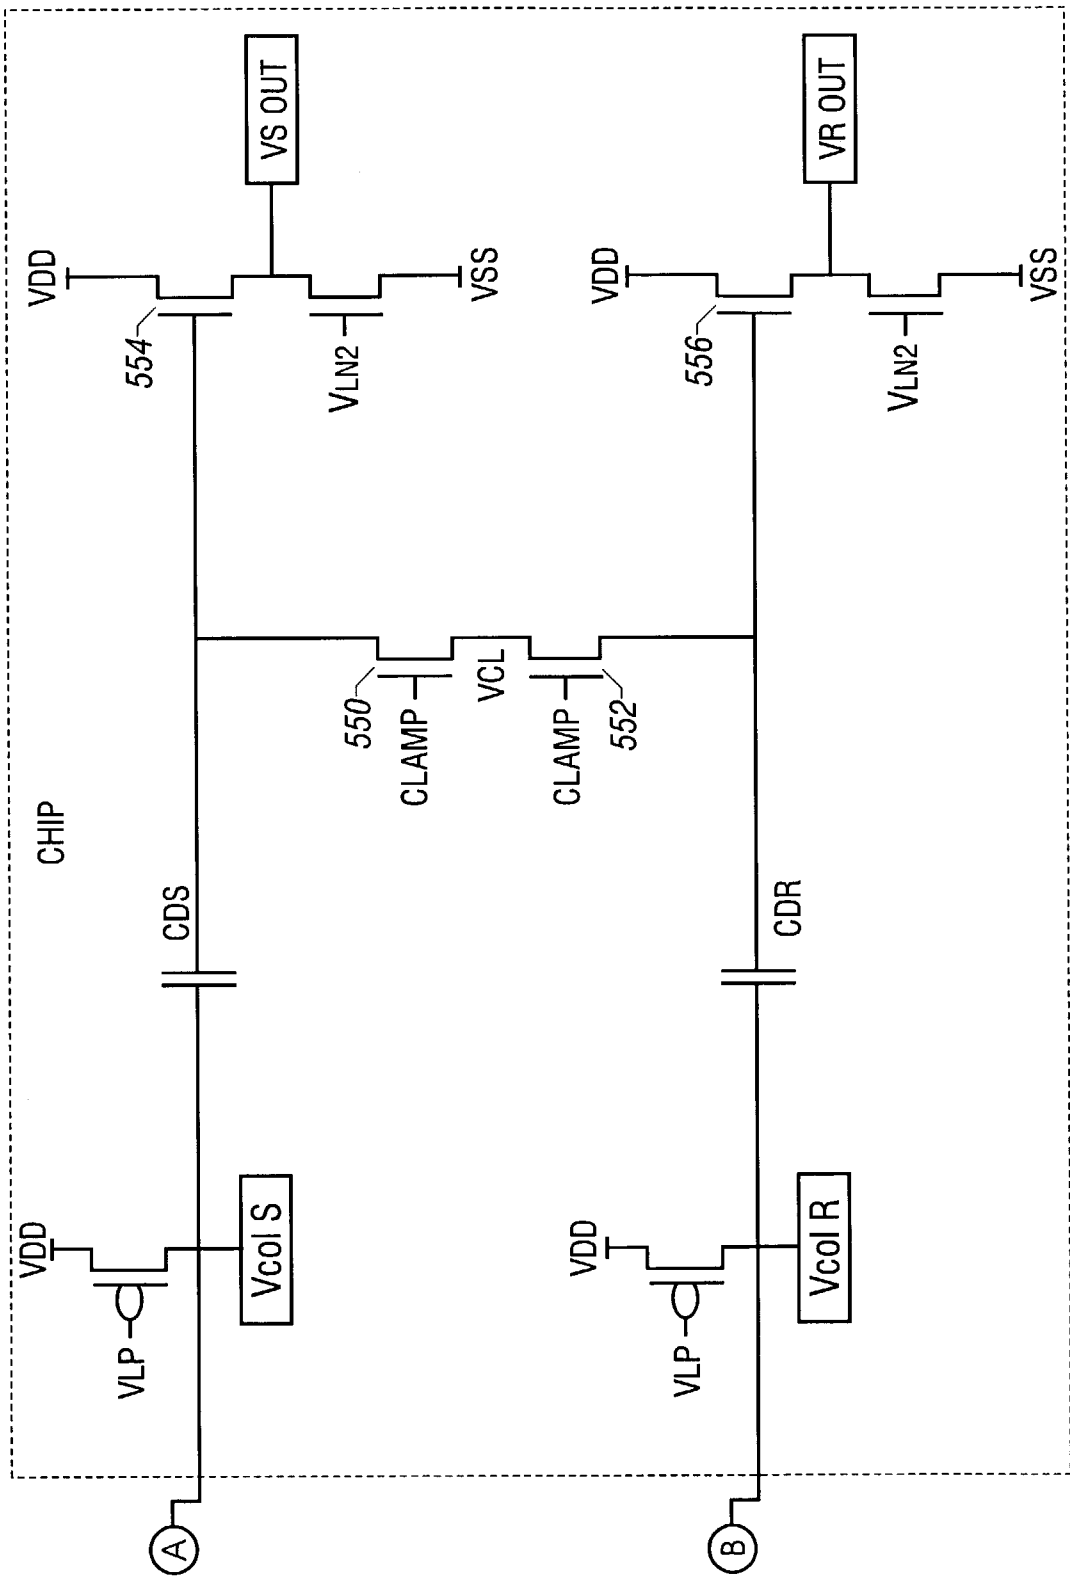 CHIP
VDD
VLP
Vcol S
A
CDS
550
CLAMP
VCL
CLAMP
552
VDD
554
VLN2
VSS
VS OUT
VDD
VLP
Vcol R
B
CDR
VDD
556
VLN2
VSS
VR OUT